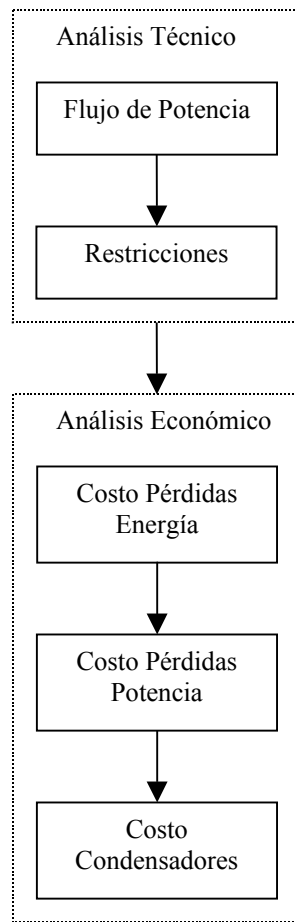 Análisis Técnico
Flujo de Potencia
Restricciones
Análisis Económico
Costo Pérdidas
Energía
Costo Pérdidas
Potencia
Costo
Condensadores